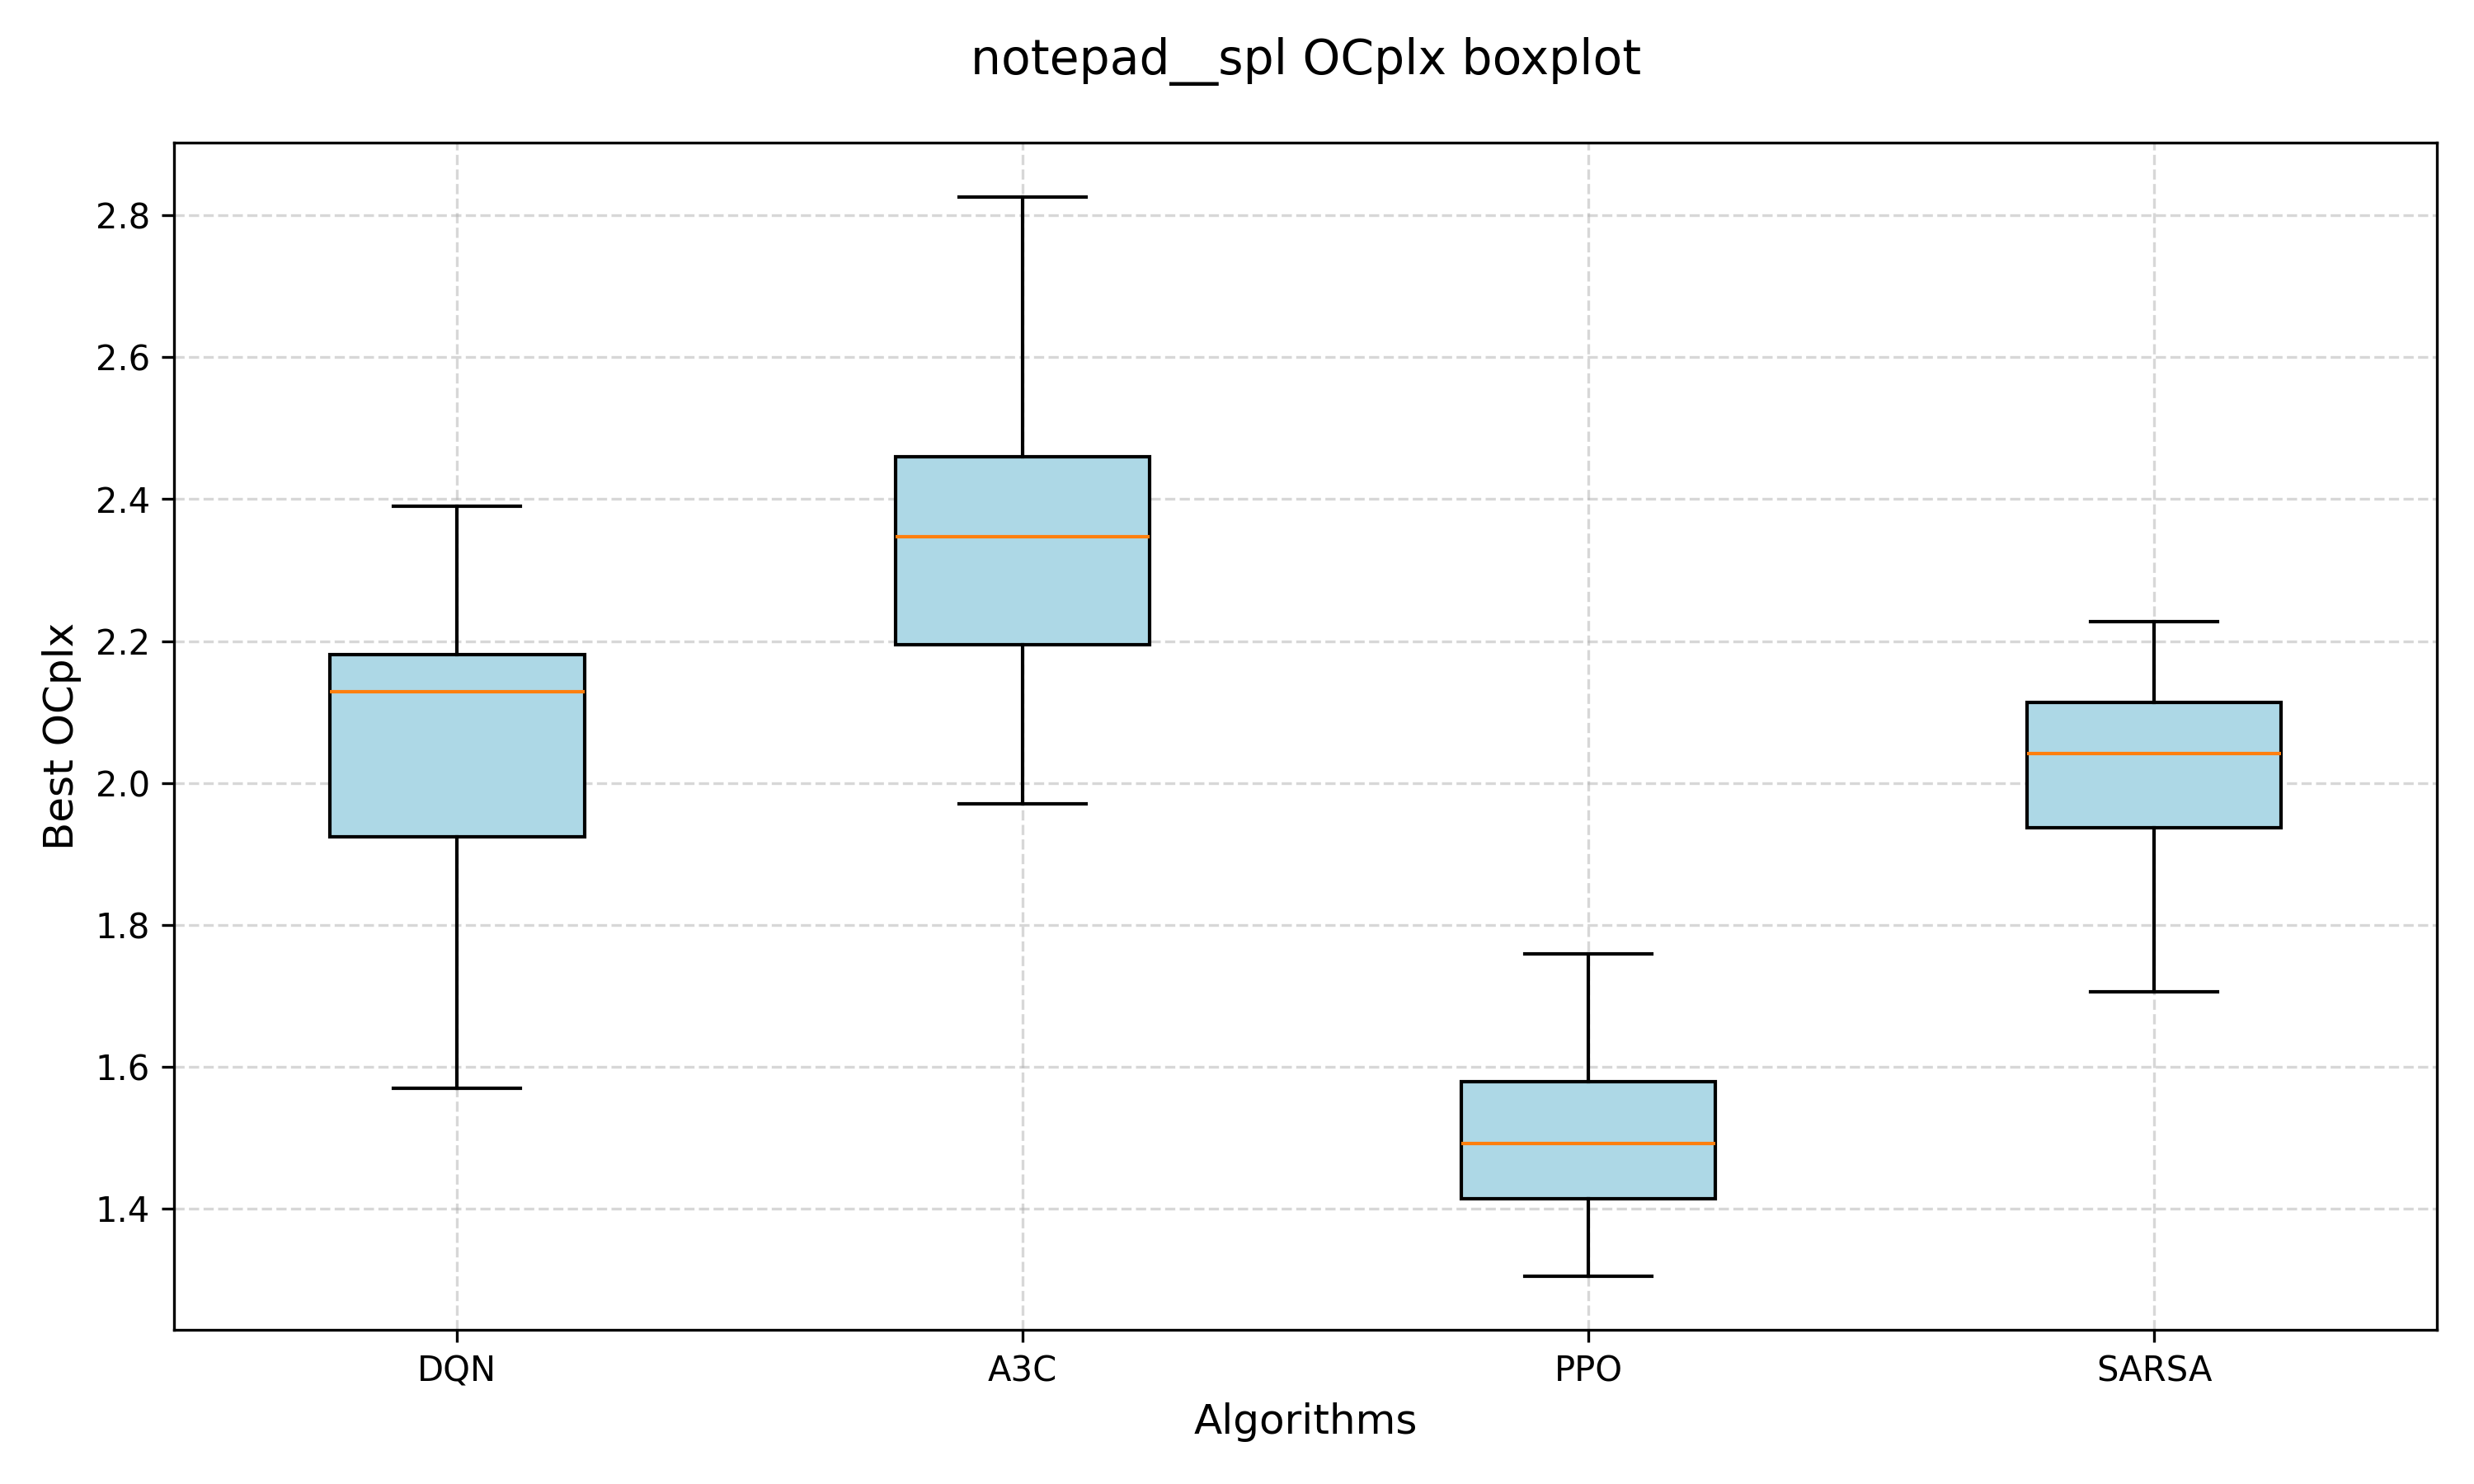 notepad__spl OCplx boxplot
Best OCplx
2.8
2.6
2.4
2.2
2.0
1.8
1.6
1.4
DQN A3C PPO SARSA
Algorithms